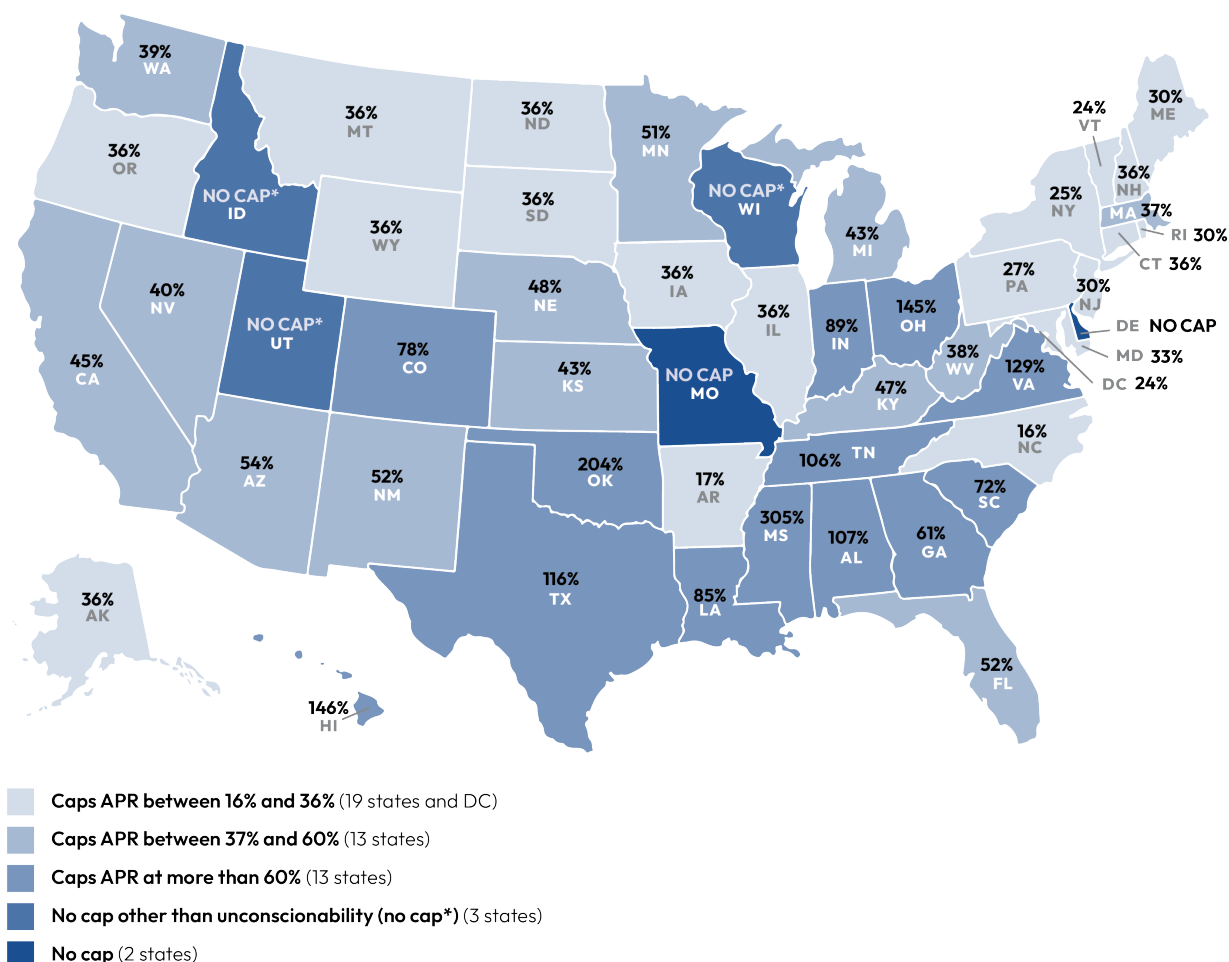 39%
WA
36%
OR
NO CAP*
ID
36%
MT
36%
ND
36%
SD
36%
WY
51%
MN
NO CAP*
WI
43%
MI
24%
VT
30%
ME
36%
NH
25%
NY
MA 37%
RI 30%
CT 36%
27%
PA
30%
NJ
DE NO CAP
MD 33%
DC 24%
40%
NV
45%
CA
NO CAP*
UT
78%
CO
48%
NE
43%
KS
36%
IA
36%
IL
89%
IN
145%
OH
38%
WV
129%
VA
47%
KY
NO CAP
MO
54%
AZ
52%
NM
204%
OK
17%
AR
106% TN
16%
NC
72%
SC
305%
MS
107%
AL
61%
GA
116%
TX
85%
LA
52%
FL
36%
AK
146%
HI
Caps APR between 16% and 36% (19 states and DC)
Caps APR between 37% and 60% (13 states)
Caps APR at more than 60% (13 states)
No cap other than unconscionability (no cap*) (3 states)
No cap (2 states)